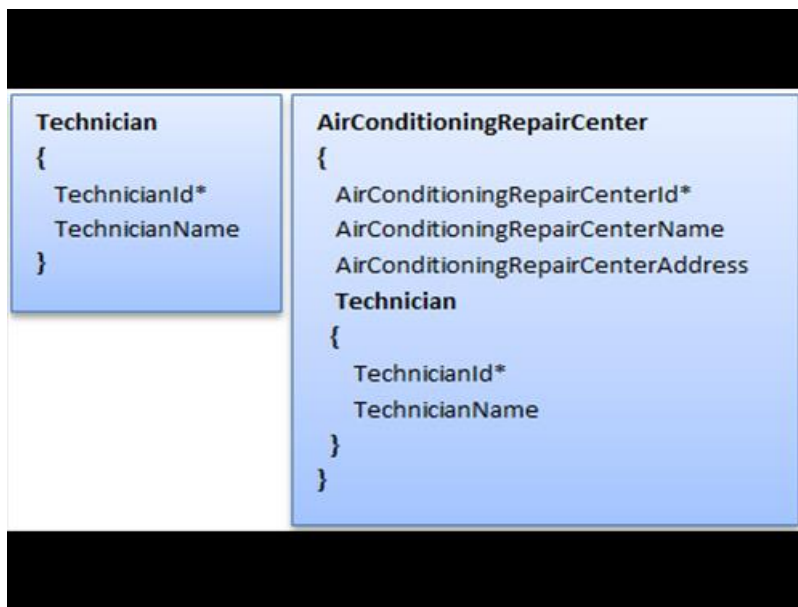 Technician
{
TechnicianId*
TechnicianName
}
AirConditioningRepairCenter
{
AirConditioningRepairCenterId*
AirConditioningRepairCenterName
AirConditioningRepairCenterAddress
Technician
{
TechnicianId*
TechnicianName
}
}